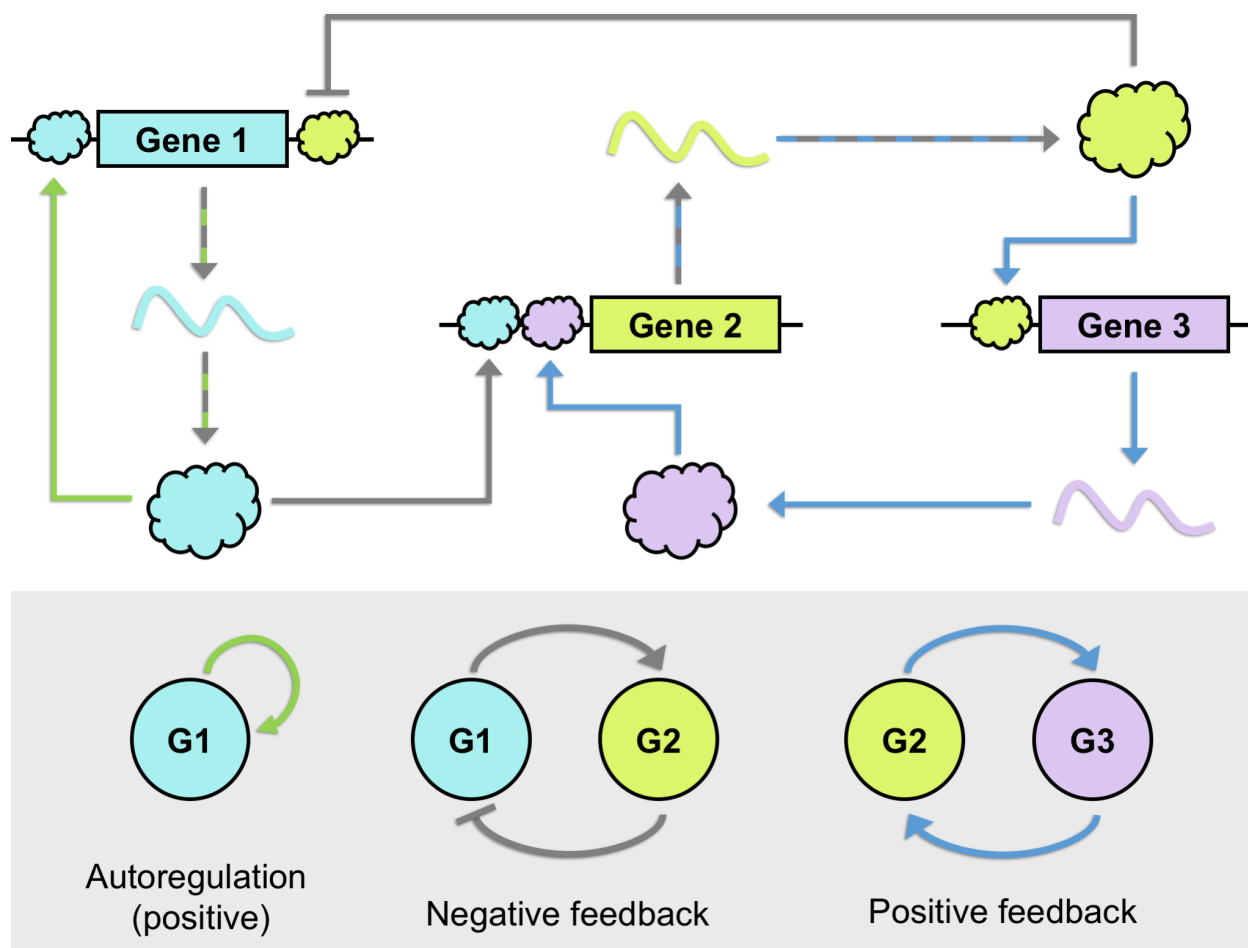 Gene 1
Gene 2
Gene 3
G1
G1
G2
G2
G3
Autoregulation
(positive)
Negative feedback
Positive feedback